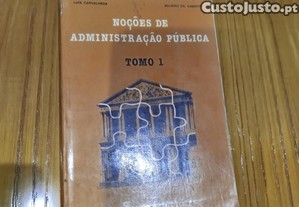 CustoJusto.pt
NOÇÕES DE
ADMINISTRAÇÃO PÚBLICA
TOMO 1